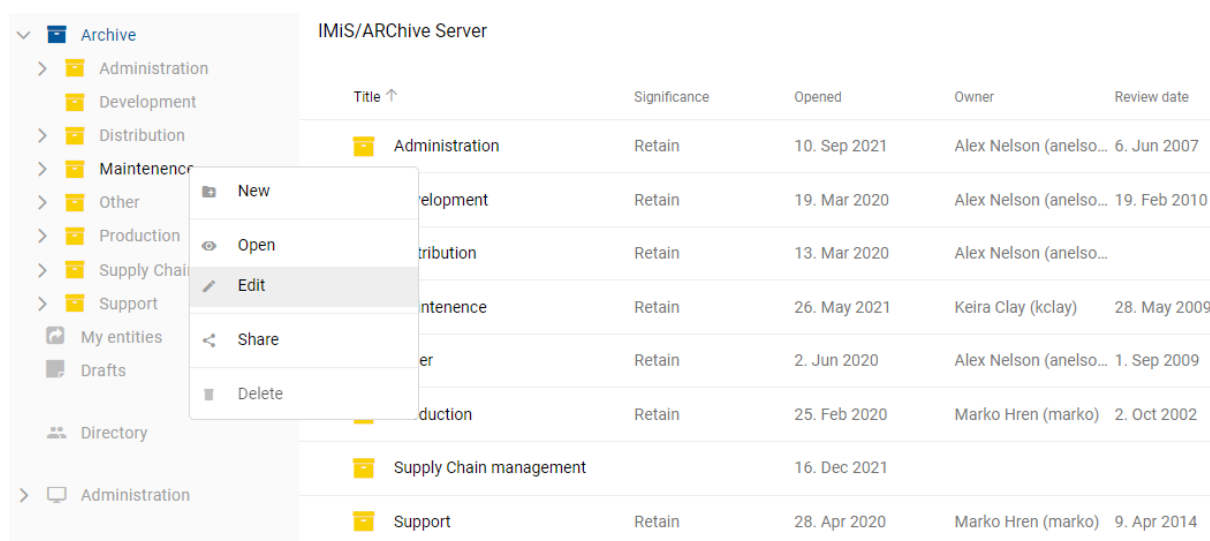 Archive
Administration
Development
Distribution
Maintenence
Other
Production
Supply Chai
Support
My entities
Drafts
Directory
Administration
New
Open
Edit
Share
Delete
IMiS/ARChive Server
Title Significance Opened Owner Review date
Administration Retain 10. Sep 2021 Alex Nelson (anelso... 6. Jun 2007
velopment Retain 19. Mar 2020 Alex Nelson (anelso... 19. Feb 2010
tribution Retain 13. Mar 2020 Alex Nelson (anelso...
intenence Retain 26. May 2021 Keira Clay (kclay) 28. May 2009
er Retain 2. Jun 2020 Alex Nelson (anelso... 1. Sep 2009
duction Retain 25. Feb 2020 Marko Hren (marko) 2. Oct 2002
Supply Chain management 16. Dec 2021
Support Retain 28. Apr 2020 Marko Hren (marko) 9. Apr 2014